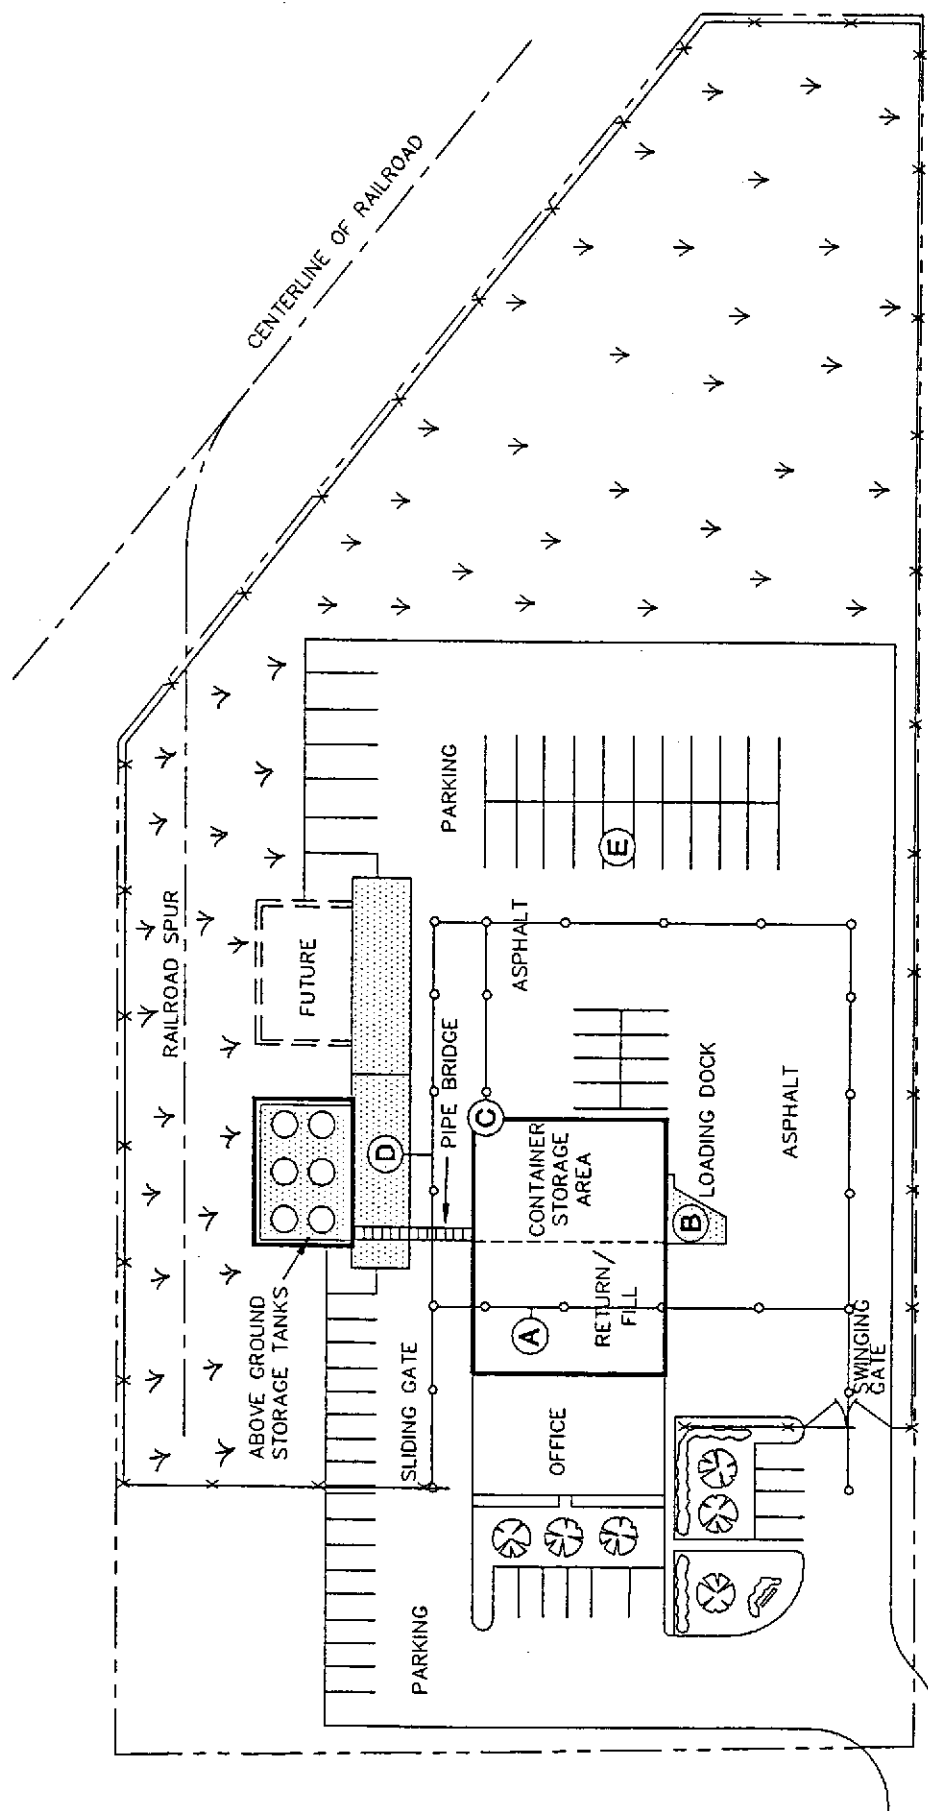 CENTERLINE OF RAILROAD
RAILROAD SPUR
FUTURE
ABOVE GROUND
STORAGE TANKS
PARKING
E
ASPHALT
D
PIPE BRIDGE
C
CONTAINER
STORAGE
AREA
LOADING DOCK
B
ASPHALT
RETURN/
FILL
A
SLIDING GATE
OFFICE
SWINGING
GATE
PARKING